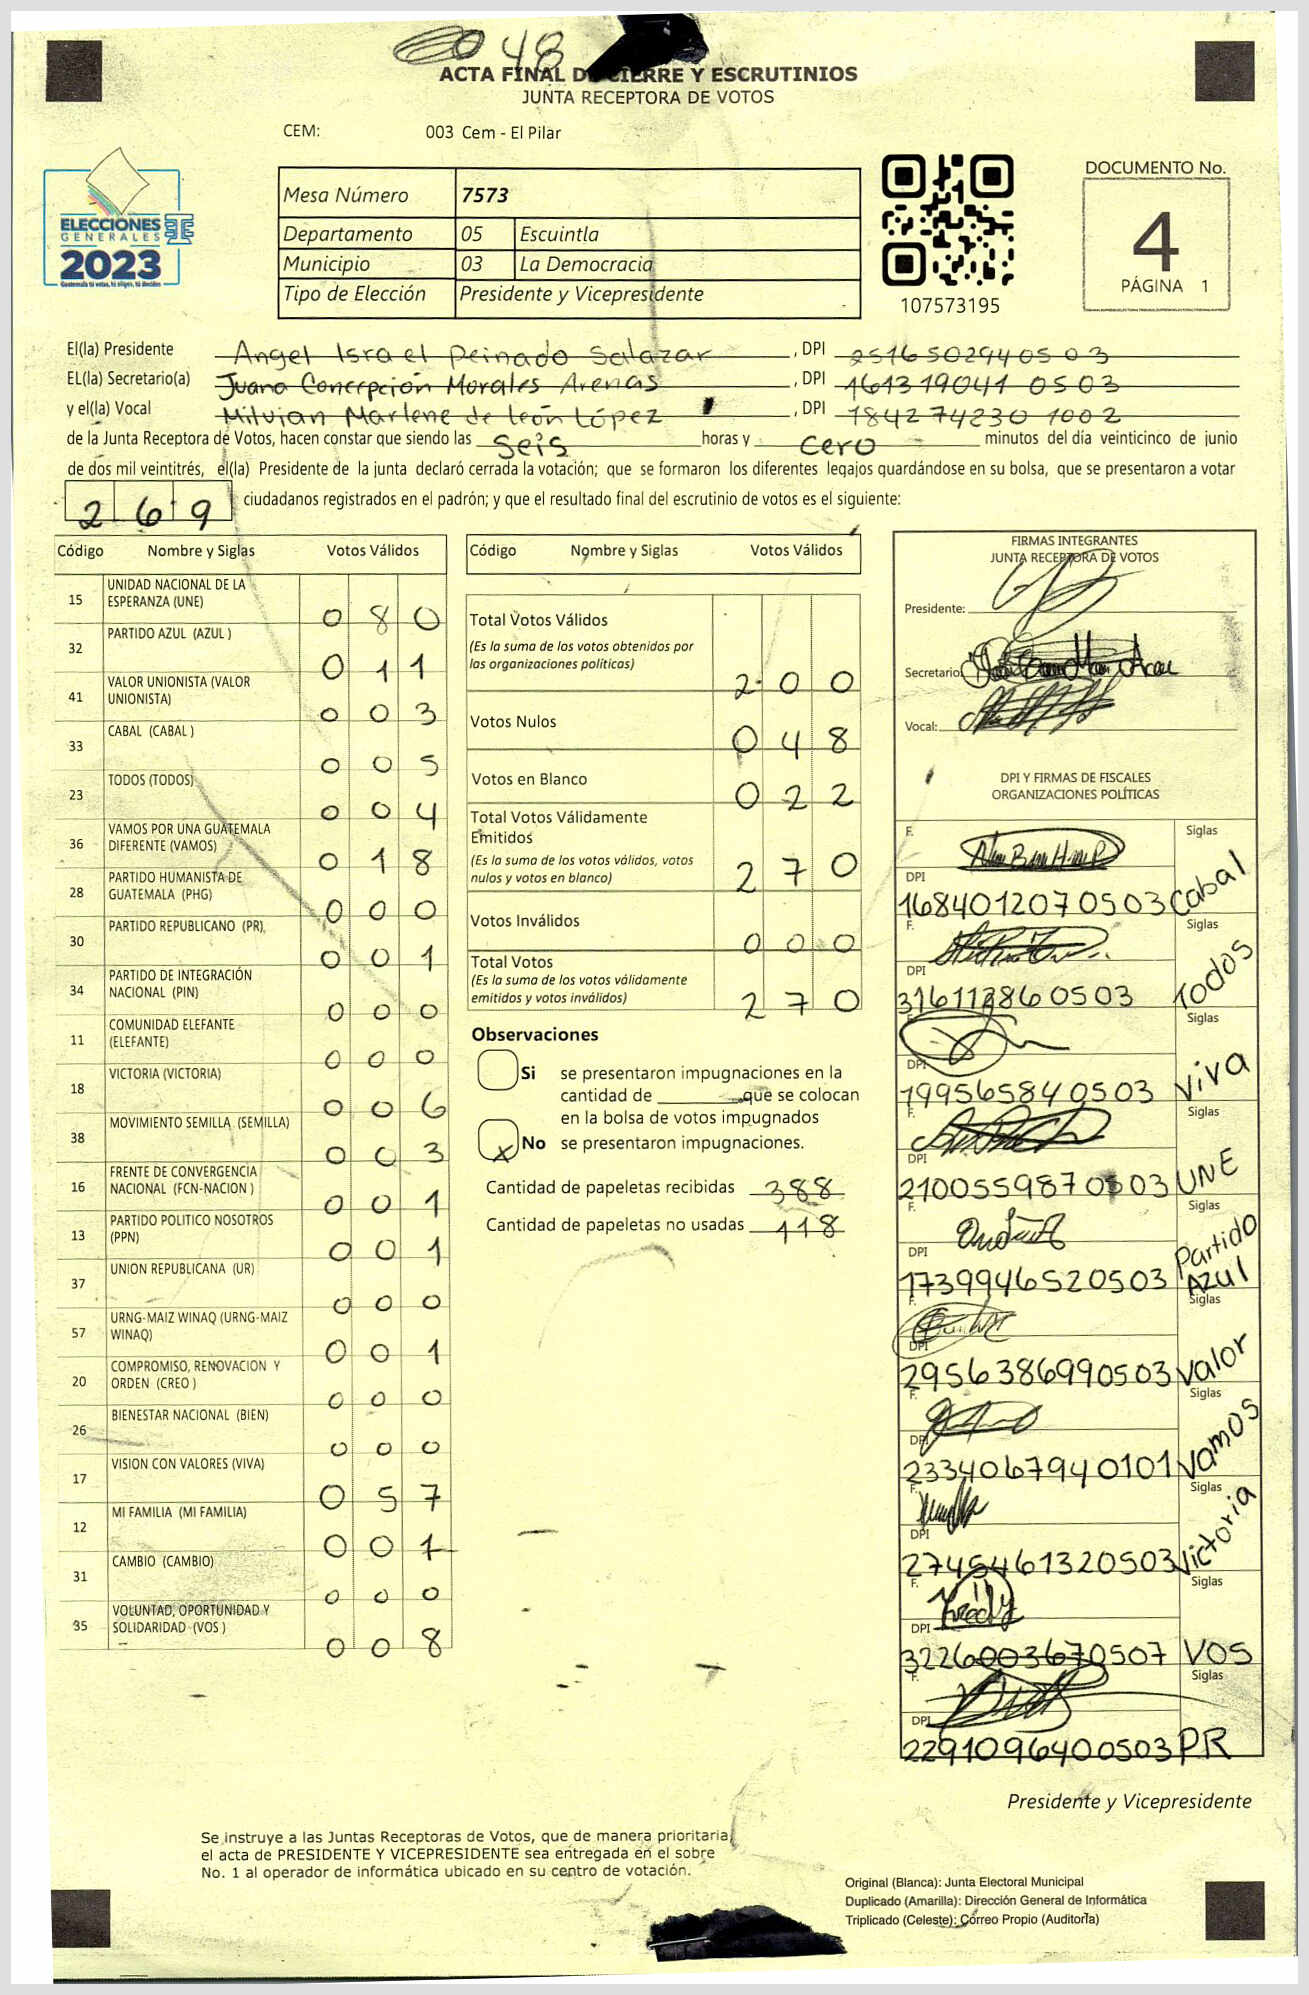 48
ACTA FINAL DE CIERRE Y ESCRUTINIOS
JUNTA RECEPTORA DE VOTOS
CEM: 003 Cem - El Pilar
ELECCIONES
GENERALES
2023
Guatemala tú votas, tú eliges, tú decides
Mesa Número 7573
Departamento 05 Escuintla
Municipio 03 La Democracia
Tipo de Elección Presidente y Vicepresidente
107573195
DOCUMENTO No.
4
PÁGINA 1
El(la) Presidente Angel Israel Peinado Salazar , DPI 2516502940503
EL(la) Secretario(a) Juana Concepción Morales Arenas , DPI 1613190410503
y el(la) Vocal Milvian Marlene de león López , DPI 1842742301002
de la Junta Receptora de Votos, hacen constar que siendo las Seis horas y Cero minutos del día veinticinco de junio
de dos mil veintitrés, el(la) Presidente de la junta declaró cerrada la votación; que se formaron los diferentes legajos quardándose en su bolsa, que se presentaron a votar
269 ciudadanos registrados en el padrón; y que el resultado final del escrutinio de votos es el siguiente:
Código Nombre y Siglas Votos Válidos
15 UNIDAD NACIONAL DE LA ESPERANZA (UNE) 080
32 PARTIDO AZUL (AZUL ) 011
41 VALOR UNIONISTA (VALOR UNIONISTA) 003
33 CABAL (CABAL ) 005
23 TODOS (TODOS) 004
36 VAMOS POR UNA GUATEMALA DIFERENTE (VAMOS) 018
28 PARTIDO HUMANISTA DE GUATEMALA (PHG) 000
30 PARTIDO REPUBLICANO (PR) 001
34 PARTIDO DE INTEGRACIÓN NACIONAL (PIN) 000
11 COMUNIDAD ELEFANTE (ELEFANTE) 000
18 VICTORIA (VICTORIA) 006
38 MOVIMIENTO SEMILLA (SEMILLA) 003
16 FRENTE DE CONVERGENCIA NACIONAL (FCN-NACION ) 001
13 PARTIDO POLITICO NOSOTROS (PPN) 001
37 UNION REPUBLICANA (UR) 000
57 URNG-MAIZ WINAQ (URNG-MAIZ WINAQ) 001
20 COMPROMISO, RENOVACION Y ORDEN (CREO ) 000
26 BIENESTAR NACIONAL (BIEN) 000
17 VISION CON VALORES (VIVA) 057
12 MI FAMILIA (MI FAMILIA) 001
31 CAMBIO (CAMBIO) 000
35 VOLUNTAD, OPORTUNIDAD Y SOLIDARIDAD (VOS ) 008
Código Nombre y Siglas Votos Válidos
Total Votos Válidos
(Es la suma de los votos obtenidos por
las organizaciones políticas) 200
Votos Nulos 048
Votos en Blanco 022
Total Votos Válidamente
Emitidos
(Es la suma de los votos válidos, votos
nulos y votos en blanco) 270
Votos Inválidos 000
Total Votos
(Es la suma de los votos válidamente
emitidos y votos inválidos) 270
Observaciones
Si se presentaron impugnaciones en la
cantidad de que se colocan
en la bolsa de votos impugnados
x No se presentaron impugnaciones.
Cantidad de papeletas recibidas 388
Cantidad de papeletas no usadas 118
FIRMAS INTEGRANTES
JUNTA RECEPTORA DE VOTOS
Presidente:
Secretario:
Vocal:
DPI Y FIRMAS DE FISCALES
ORGANIZACIONES POLÍTICAS
F. Siglas
DPI
1684012070503 Cabal
F. Siglas
DPI
Todos
Siglas
DPI
199565840503 Viva
F. Siglas
DPI
2100559870503 UNE
F. Siglas
DPI
1739946520503 Partido Azul
F. Siglas
DPI
2956386990503 Valor
Siglas
DPI
2334067940101 Vamos
F. Siglas
DPI
2745461320503 Victoria
F. Siglas
Fredy
DPI
3226003670507 VOS
F. Siglas
DPI
2291096400503 PR
Presidente y Vicepresidente
Se instruye a las Juntas Receptoras de Votos, que de manera prioritaria,
el acta de PRESIDENTE Y VICEPRESIDENTE sea entregada en el sobre
No. 1 al operador de informática ubicado en su centro de votación.
Original (Blanca): Junta Electoral Municipal
Duplicado (Amarilla): Dirección General de Informática
Triplicado (Celeste): Correo Propio (Auditoría)